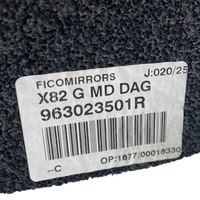 FICOMIRRORS J:020/25
X82 G MD DAG
963023501R
--C OP:1677/00016330